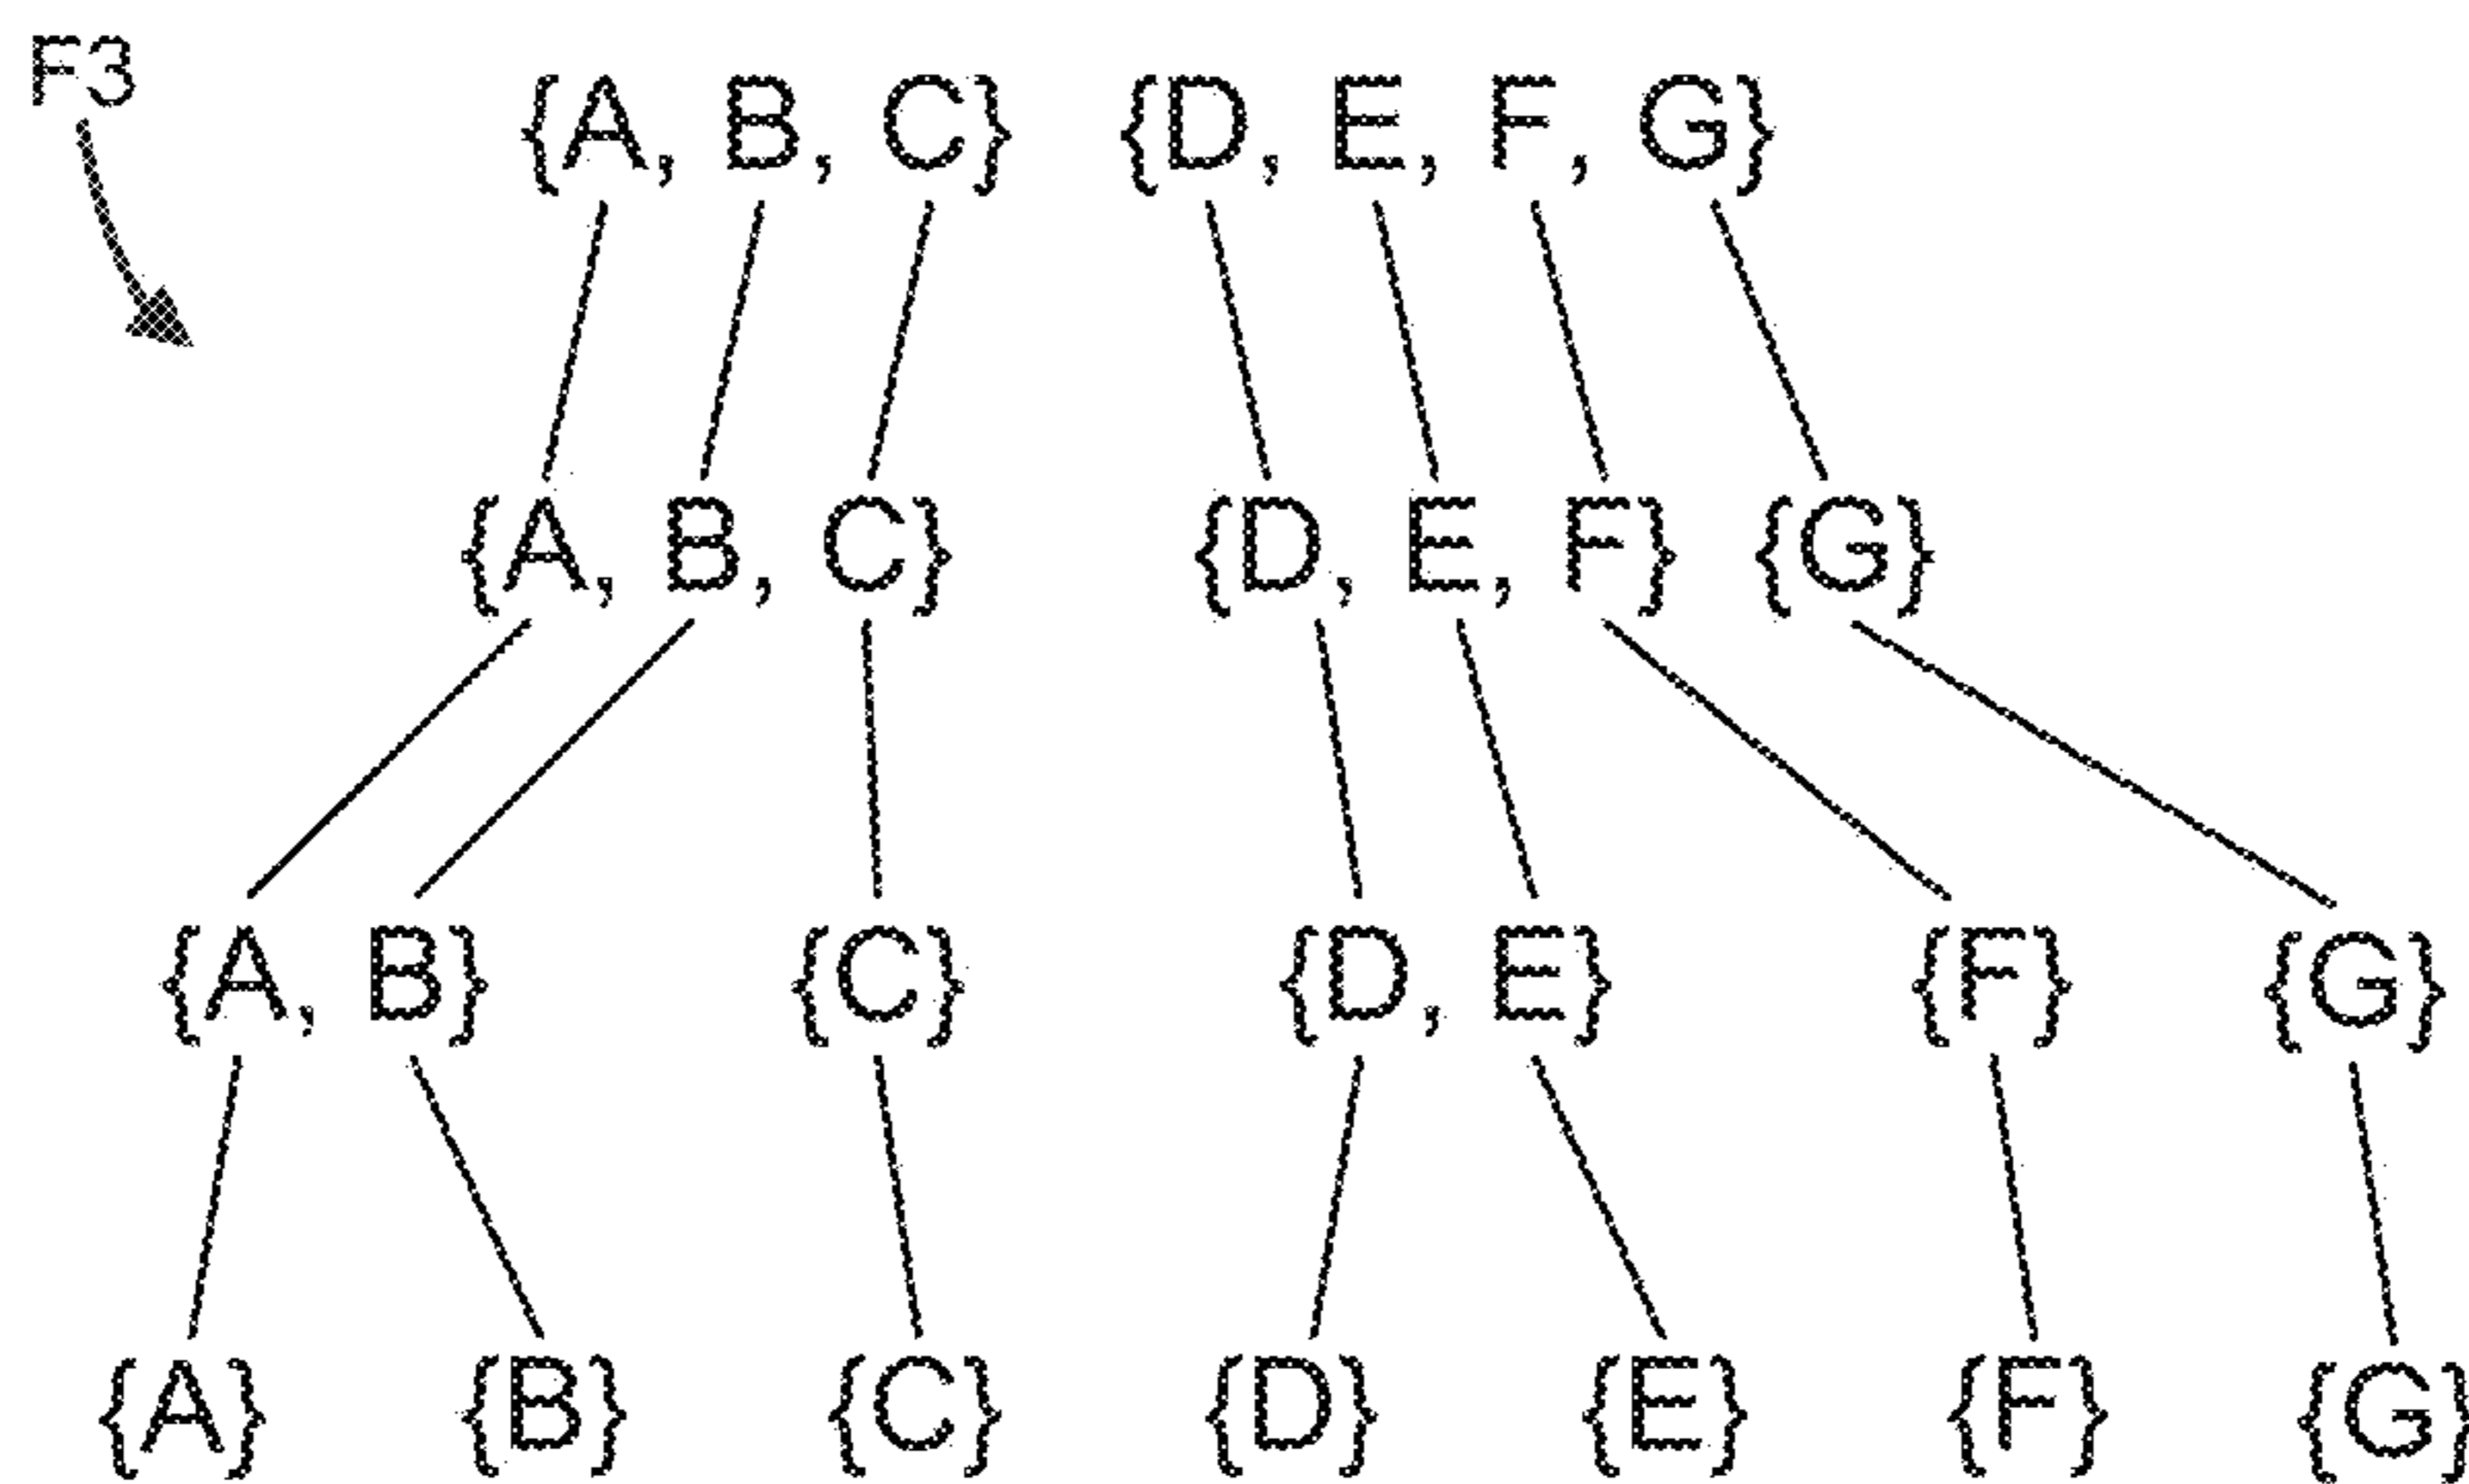 F3
{A, B, C} {D, E, F, G}
{A, B, C} {D, E, F} {G}
{A, B} {C} {D, E} {F} {G}
{A} {B} {C} {D} {E} {F} {G}